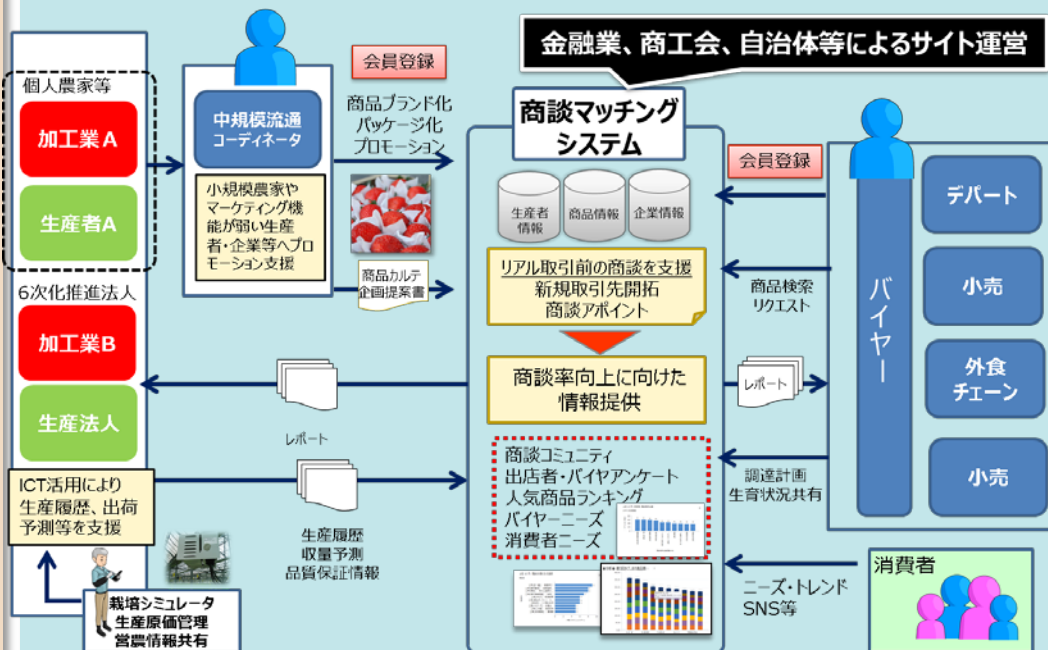 金融業、商工会、自治体等によるサイト運営
個人農家等
加工業A
生産者A
6次化推進法人
加工業B
生産法人
ICT活用により
生産履歴、出荷
予測等を支援
栽培シミュレータ
生産原価管理
営農情報共有
中規模流通
コーディネータ
小規模農家や
マーケティング機
能が弱い生産
者・企業等へプロ
モーション支援
会員登録
商品ブランド化
パッケージ化
プロモーション
商品カルテ
企画提案書
レポート
生産履歴
収量予測
品質保証情報
商談マッチング
システム
生産者
情報
商品情報
企業情報
リアル取引前の商談を支援
新規取引先開拓
商談アポイント
商談率向上に向けた
情報提供
商談コミュニティ
出店者・バイヤアンケート
人気商品ランキング
バイヤーニーズ
消費者ニーズ
会員登録
商品検索
リクエスト
レポート
調達計画
生育状況共有
ニーズ・トレンド
SNS等
バイヤー
デパート
小売
外食
チェーン
小売
消費者